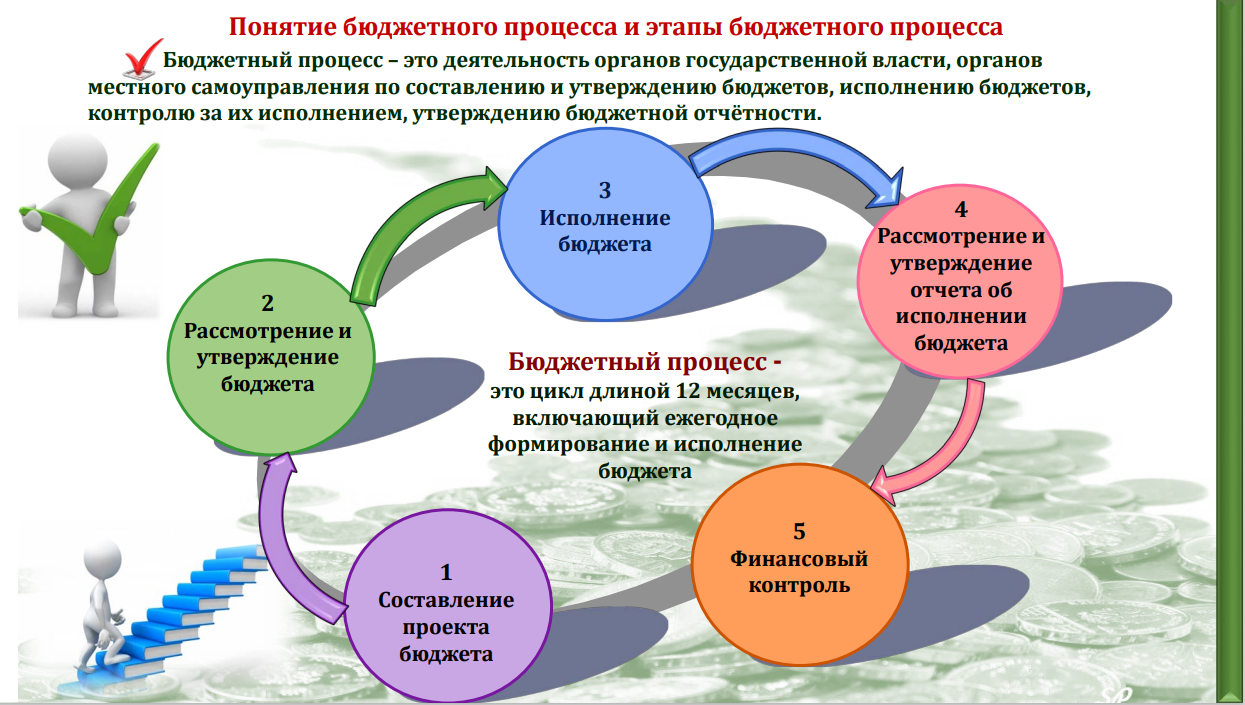 Понятие бюджетного процесса и этапы бюджетного процесса
Бюджетный процесс – это деятельность органов государственной власти, органов
местного самоуправления по составлению и утверждению бюджетов, исполнению бюджетов,
контролю за их исполнением, утверждению бюджетной отчётности.
3
Исполнение
бюджета
4
Рассмотрение и
утверждение
отчета об
исполнении
бюджета
2
Рассмотрение и
утверждение
бюджета
Бюджетный процесс -
это цикл длиной 12 месяцев,
включающий ежегодное
формирование и исполнение
бюджета
5
Финансовый
контроль
1
Составление
проекта
бюджета